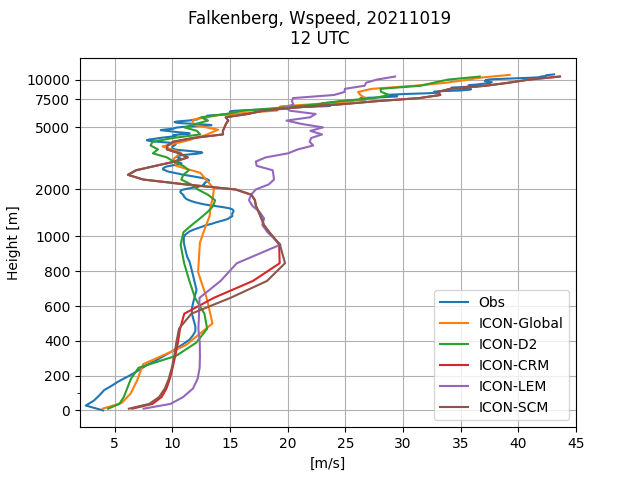 Falkenberg, Wspeed, 20211019
12 UTC
Height [m]
10000
7500
5000
2000
1000
800
600
400
200
0
5
10
15
20
25
30
35
40
45
[m/s]
Obs
ICON-Global
ICON-D2
ICON-CRM
ICON-LEM
ICON-SCM